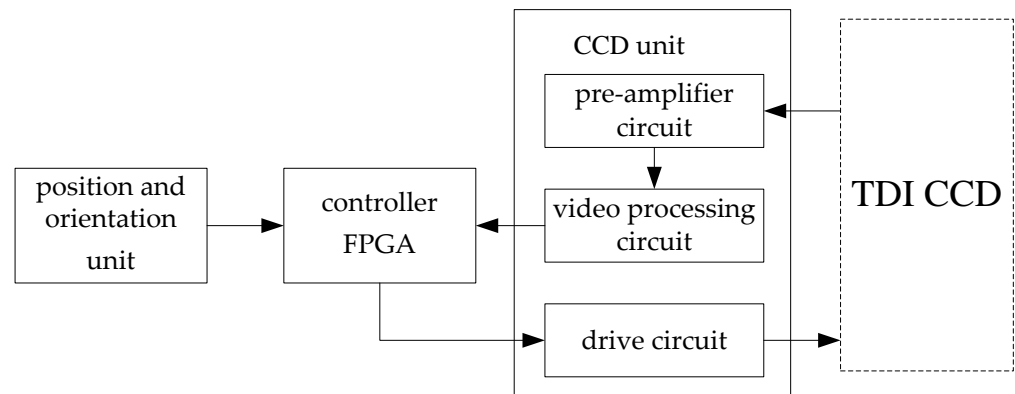 CCD unit
pre-amplifier
circuit
position and
orientation
unit
controller
FPGA
video processing
circuit
TDI CCD
drive circuit